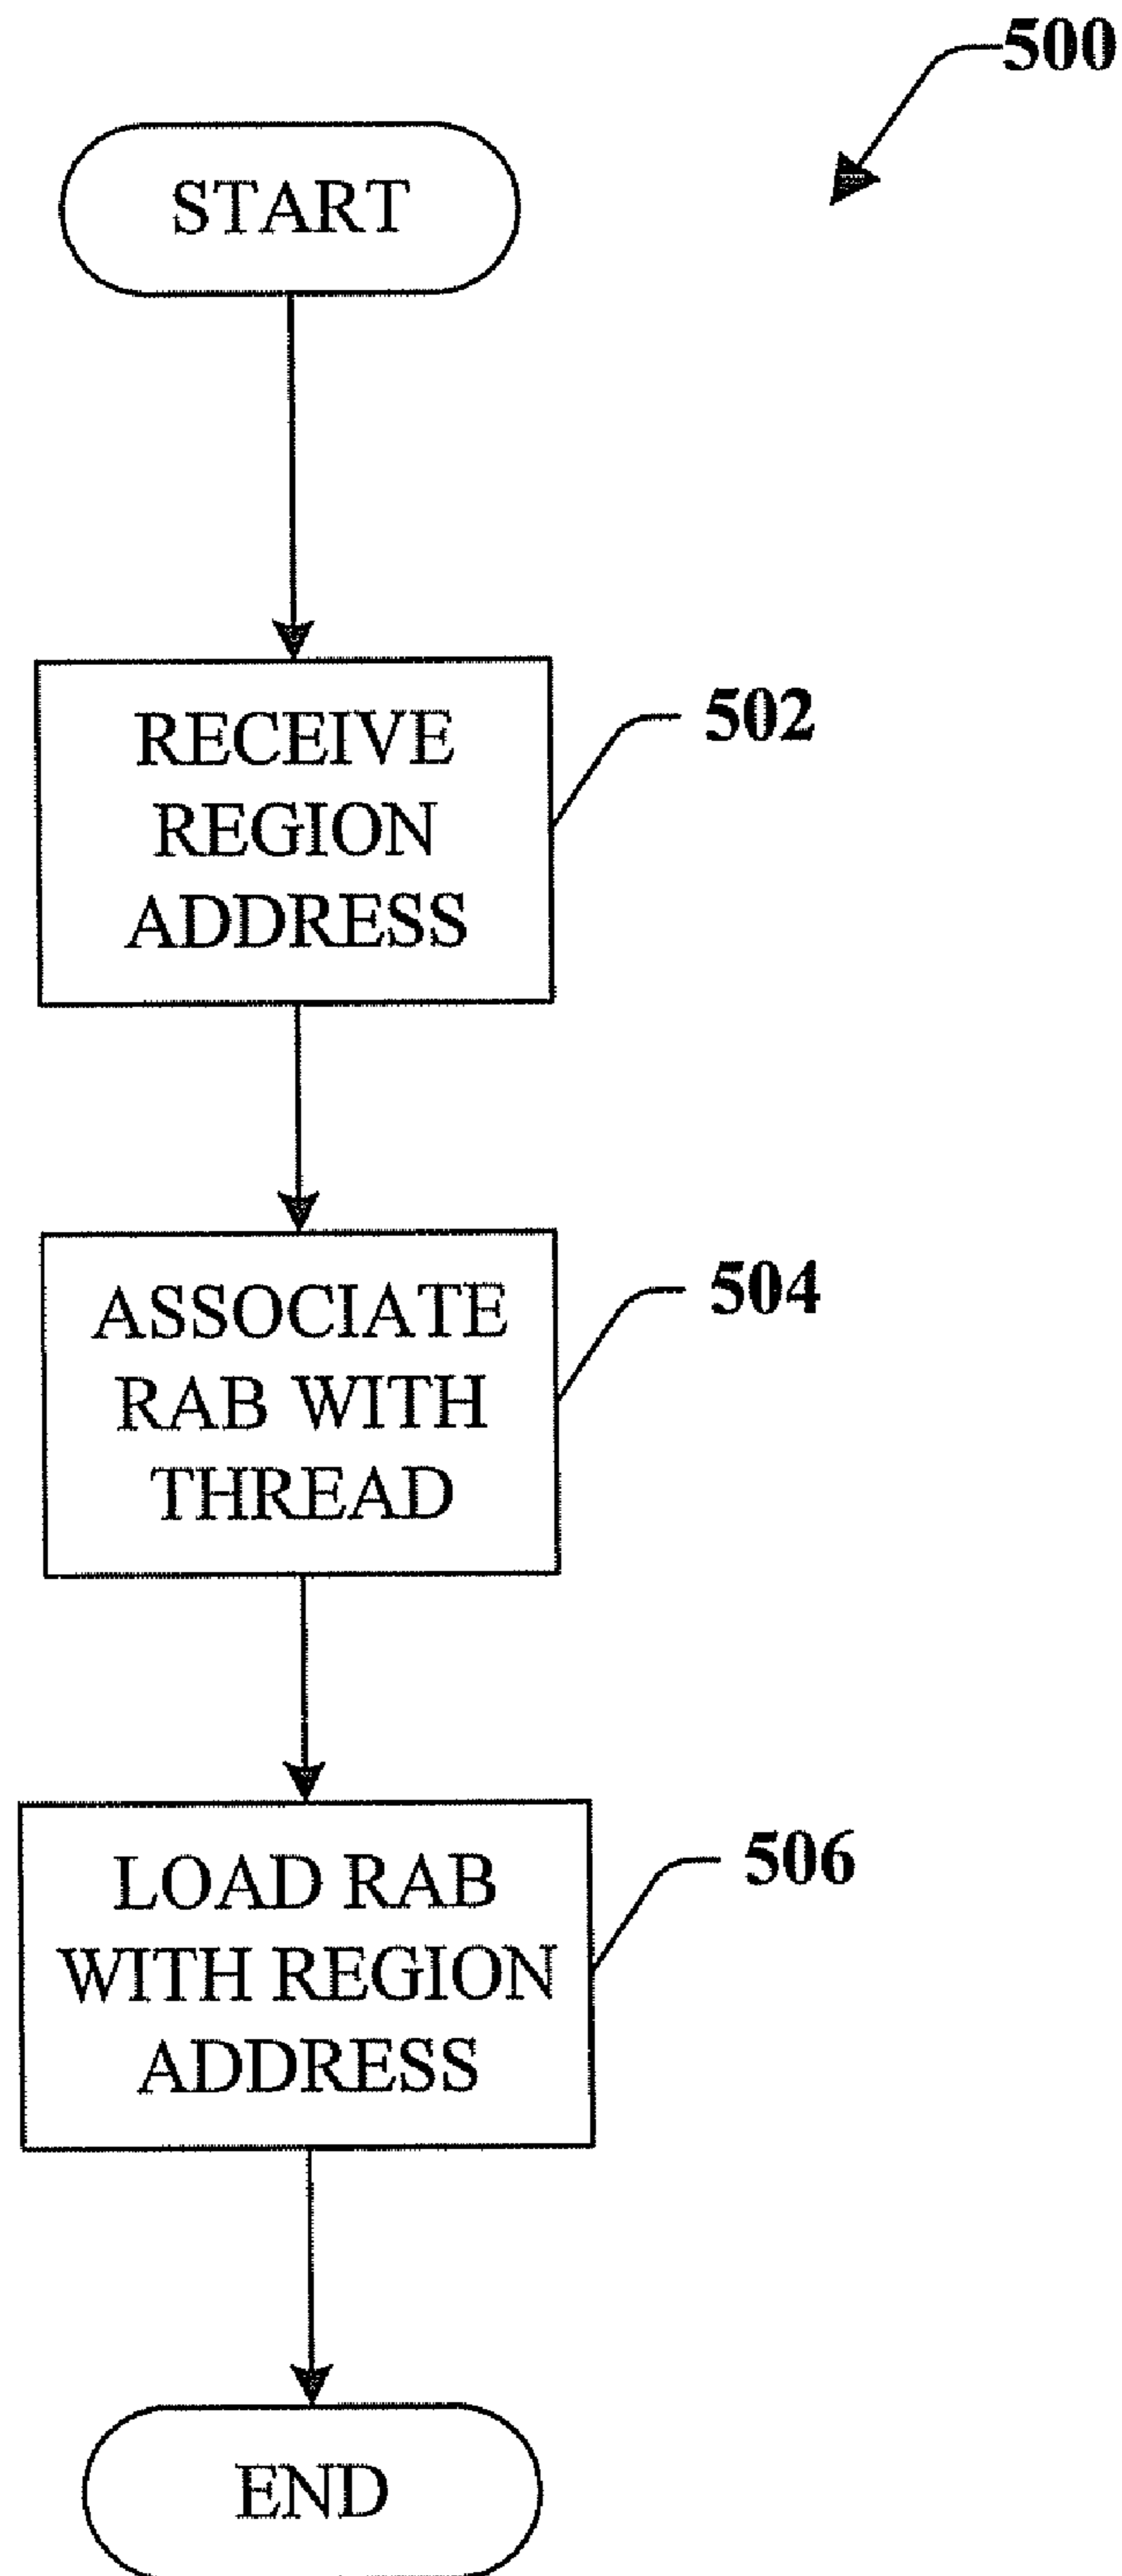 500
START
RECEIVE
REGION
ADDRESS
502
ASSOCIATE
RAB WITH
THREAD
504
LOAD RAB
WITH REGION
ADDRESS
506
END